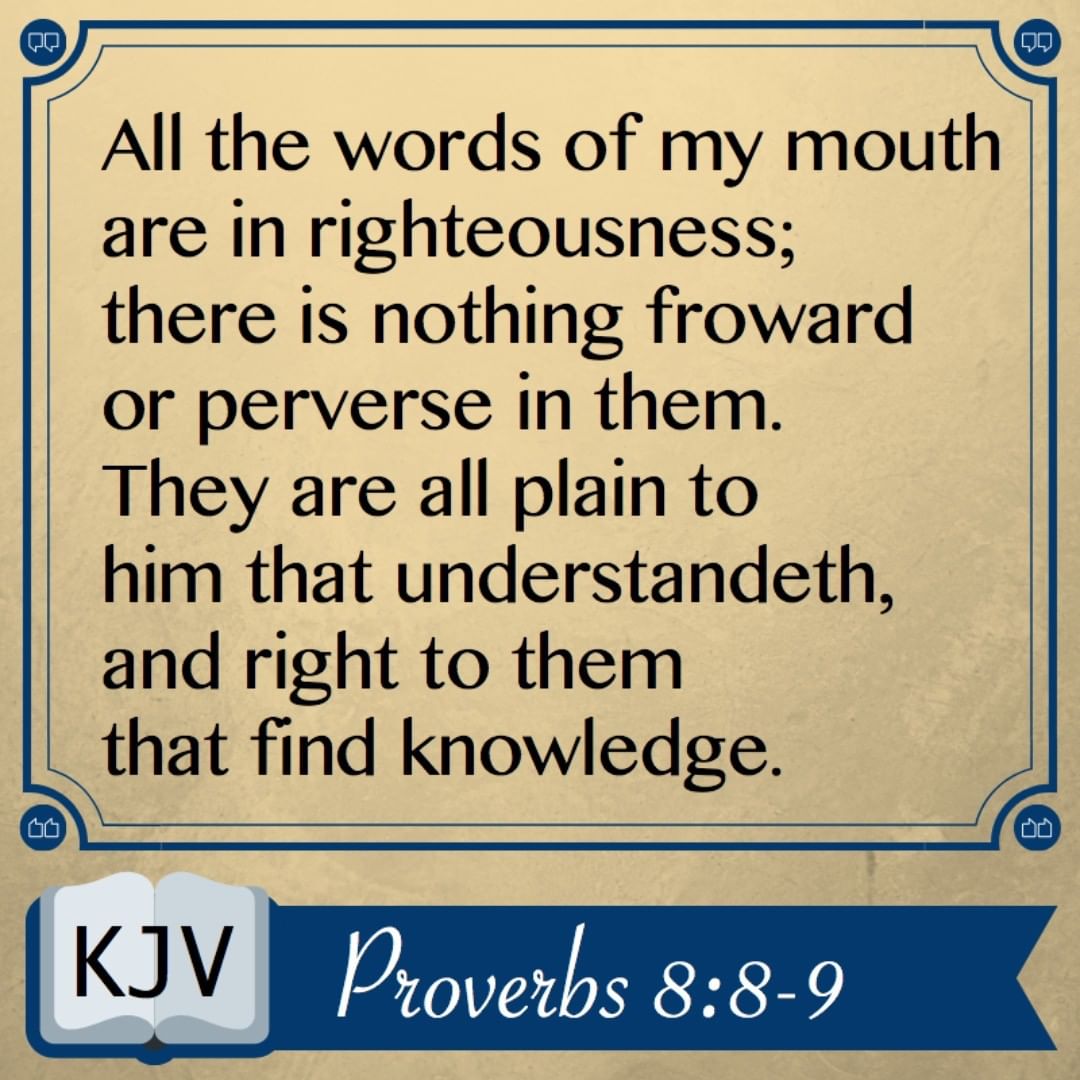 All the words of my mouth
are in righteousness;
there is nothing froward
or perverse in them.
They are all plain to
him that understandeth,
and right to them
that find knowledge.
KJV
Proverbs 8:8-9